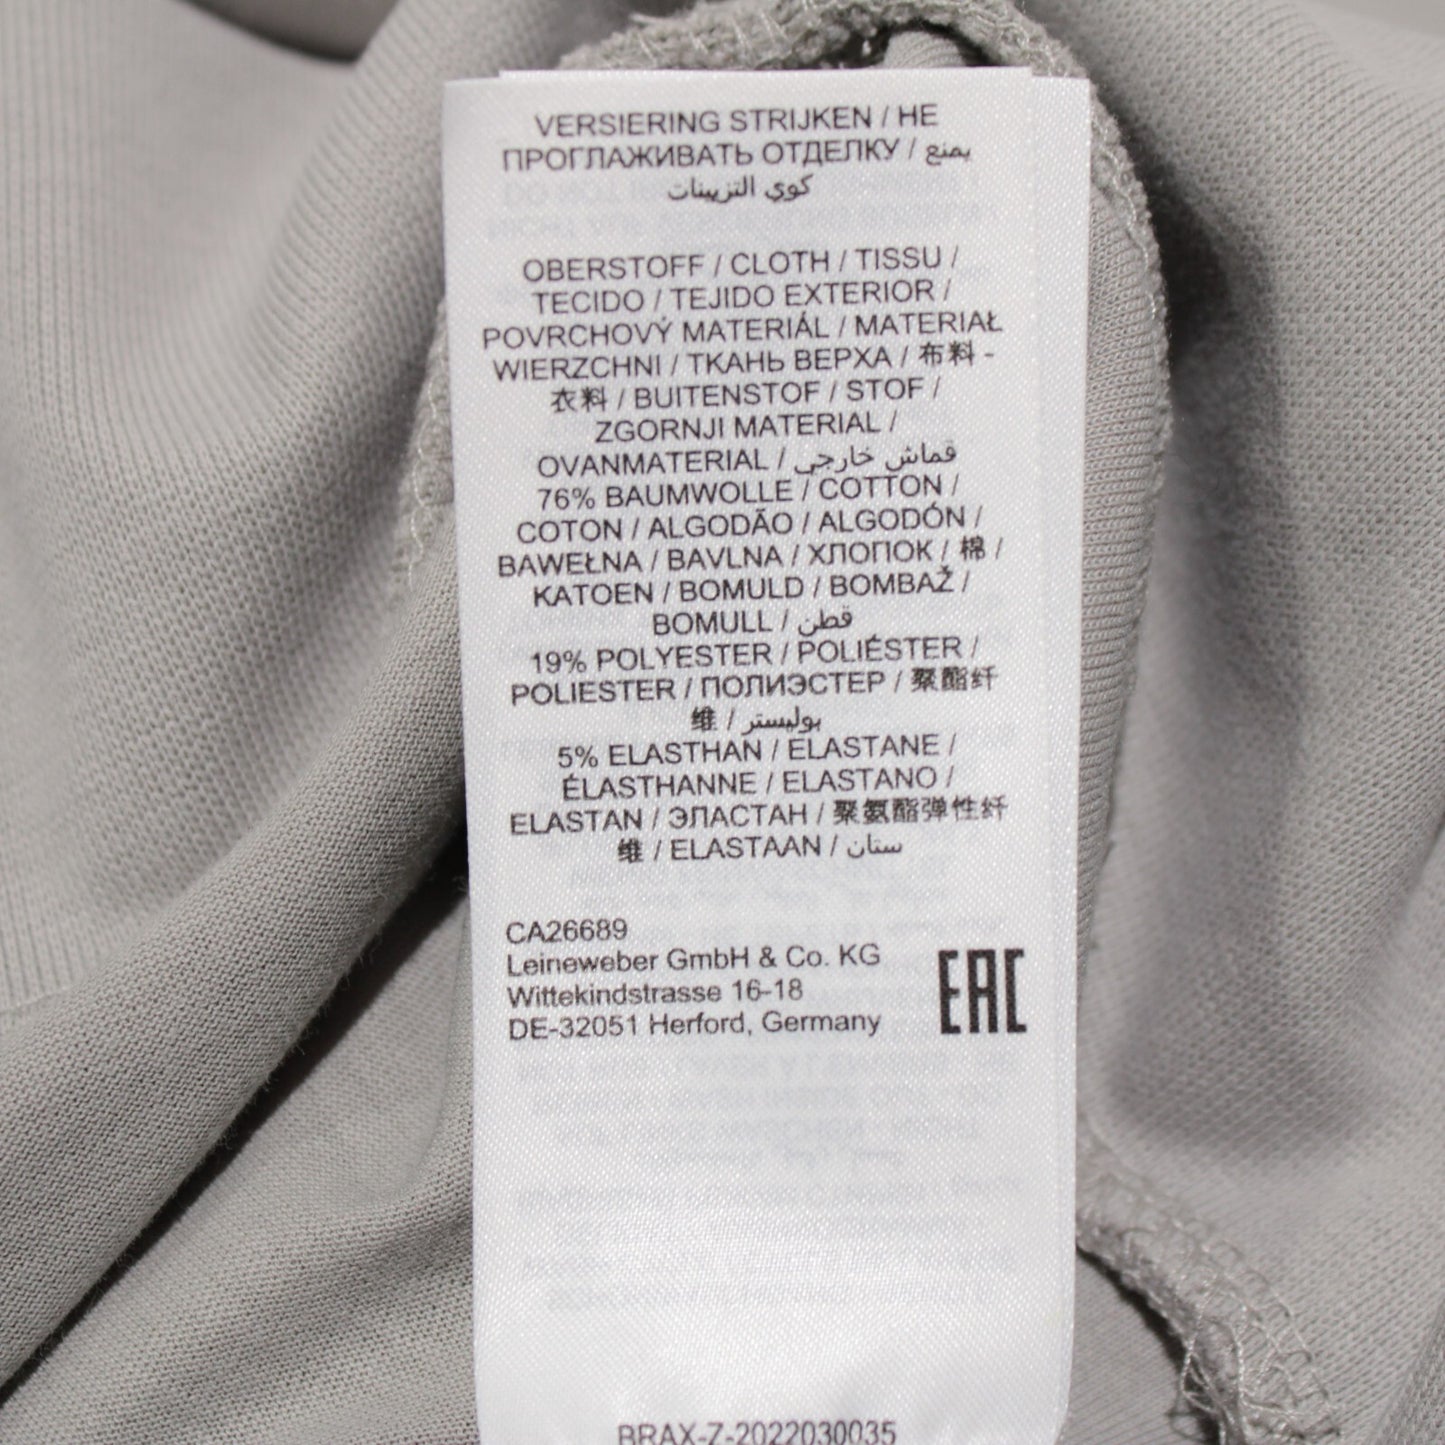 VERSIERING STRIJKEN / НЕ
ПРОГЛАЖИВАТЬ ОТДЕЛКУ / يمنع
كوي التزيينات
OBERSTOFF / CLOTH / TISSU /
TECIDO / TEJIDO EXTERIOR /
POVRCHOVÝ MATERIÁL / MATERIAŁ
WIERZCHNI / ТКАНЬ ВЕРХА / 布料 -
衣料 / BUITENSTOF / STOF /
ZGORNJI MATERIAL /
OVANMATERIAL / قماش خارجي
76% BAUMWOLLE / COTTON /
COTON / ALGODÃO / ALGODÓN /
BAWEŁNA / BAVLNA / ХЛОПОК / 棉 /
KATOEN / BOMULD / BOMBAŽ /
BOMULL / قطن
19% POLYESTER / POLIÉSTER /
POLIESTER / ПОЛИЭСТЕР / 聚酯纤
维 / بوليستر
5% ELASTHAN / ELASTANE /
ÉLASTHANNE / ELASTANO /
ELASTAN / ЭЛАСТАН / 聚氨酯弹性纤
维 / ELASTAAN / ستان
CA26689
Leineweber GmbH & Co. KG
Wittekindstrasse 16-18
DE-32051 Herford, Germany
EAC
BRAX-Z-2022030035